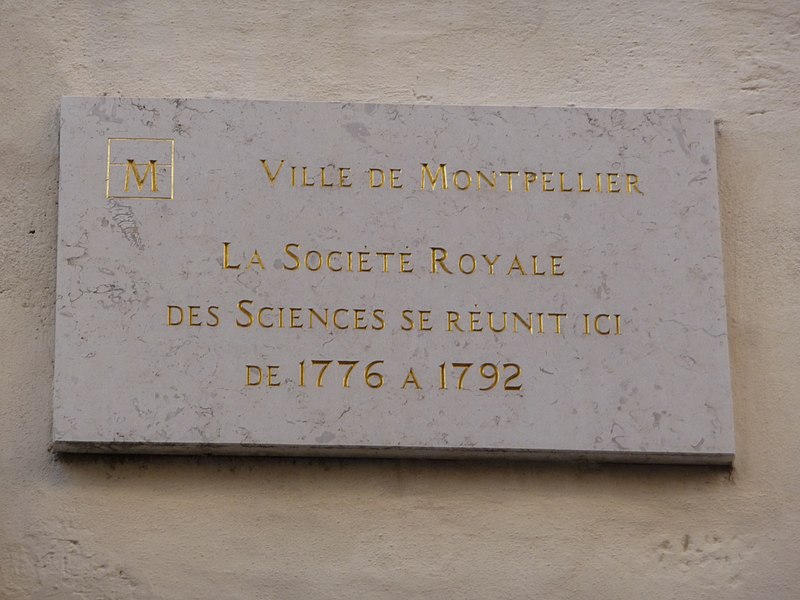 M
Ville de Montpellier
La Société Royale
des Sciences se réunit ici
de 1776 a 1792